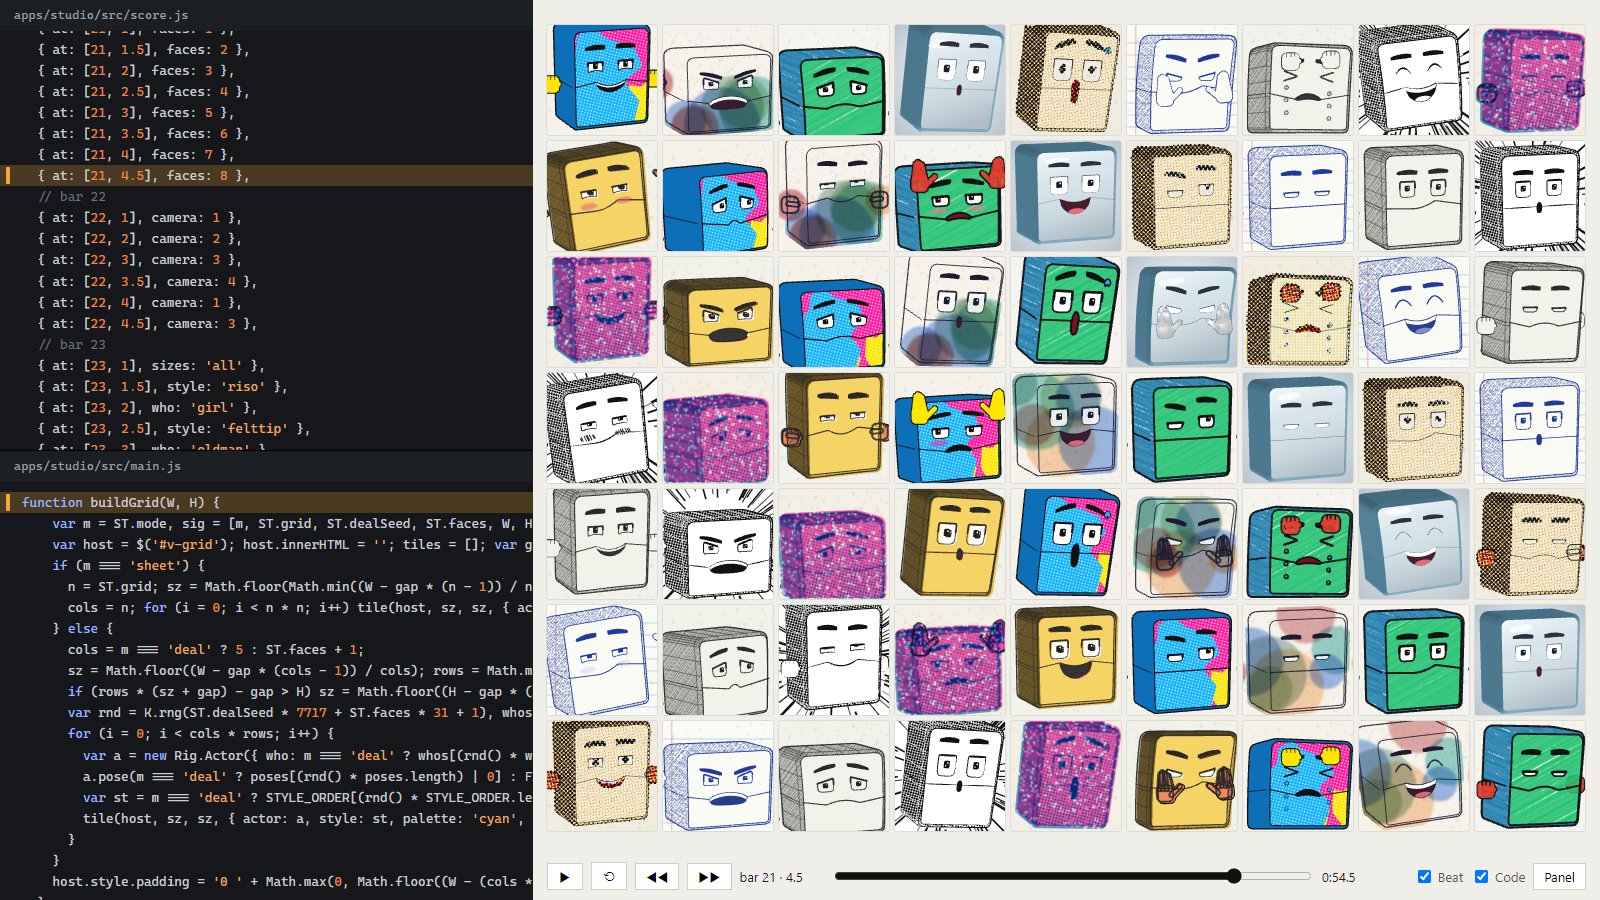 apps/studio/src/score.js
{ at: [21, 1], faces: 1 },
{ at: [21, 1.5], faces: 2 },
{ at: [21, 2], faces: 3 },
{ at: [21, 2.5], faces: 4 },
{ at: [21, 3], faces: 5 },
{ at: [21, 3.5], faces: 6 },
{ at: [21, 4], faces: 7 },
{ at: [21, 4.5], faces: 8 },
// bar 22
{ at: [22, 1], camera: 1 },
{ at: [22, 2], camera: 2 },
{ at: [22, 3], camera: 3 },
{ at: [22, 3.5], camera: 4 },
{ at: [22, 4], camera: 1 },
{ at: [22, 4.5], camera: 3 },
// bar 23
{ at: [23, 1], sizes: 'all' },
{ at: [23, 1.5], style: 'riso' },
{ at: [23, 2], who: 'girl' },
{ at: [23, 2.5], style: 'felttip' },
{ at: [23, 3], who: 'oldman' },
apps/studio/src/main.js
function buildGrid(W, H) {
var m = ST.mode, sig = [m, ST.grid, ST.dealSeed, ST.faces, W, H
var host = $('#v-grid'); host.innerHTML = ''; tiles = []; var g
if (m === 'sheet') {
n = ST.grid; sz = Math.floor(Math.min((W - gap * (n - 1)) / n
cols = n; for (i = 0; i < n * n; i++) tile(host, sz, sz, { ac
} else {
cols = m === 'deal' ? 5 : ST.faces + 1;
sz = Math.floor((W - gap * (cols - 1)) / cols); rows = Math.m
if (rows * (sz + gap) - gap > H) sz = Math.floor((H - gap * (
var rnd = K.rng(ST.dealSeed * 7717 + ST.faces * 31 + 1), whos
for (i = 0; i < cols * rows; i++) {
var a = new Rig.Actor({ who: m === 'deal' ? whos[(rnd() * w
a.pose(m === 'deal' ? poses[(rnd() * poses.length) | 0] : F
var st = m === 'deal' ? STYLE_ORDER[(rnd() * STYLE_ORDER.le
tile(host, sz, sz, { actor: a, style: st, palette: 'cyan',
}
}
host.style.padding = '0 ' + Math.max(0, Math.floor((W - (cols *
bar 21 · 4.5
0:54.5
Beat
Code
Panel